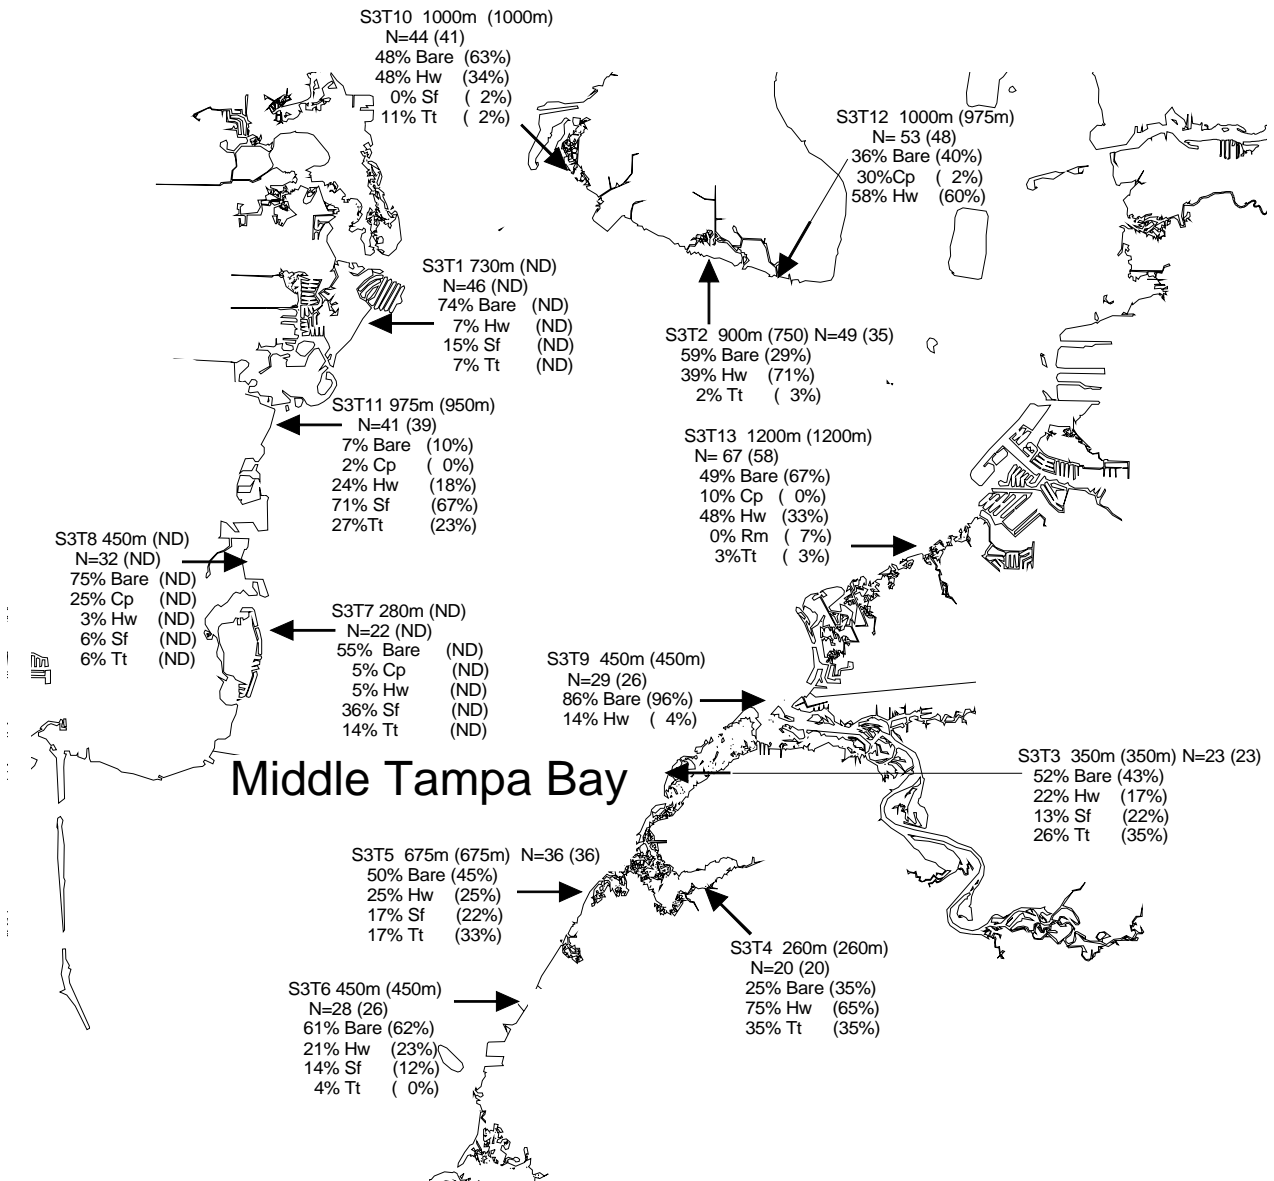 S3T10 1000m (1000m)
N=44 (41)
48% Bare (63%)
48% Hw (34%)
0% Sf ( 2%)
11% Tt ( 2%)
S3T12 1000m (975m)
N= 53 (48)
36% Bare (40%)
30%Cp ( 2%)
58% Hw (60%)
S3T1 730m (ND)
N=46 (ND)
74% Bare (ND)
7% Hw (ND)
15% Sf (ND)
7% Tt (ND)
S3T2 900m (750) N=49 (35)
59% Bare (29%)
39% Hw (71%)
2% Tt ( 3%)
S3T11 975m (950m)
N=41 (39)
7% Bare (10%)
2% Cp ( 0%)
24% Hw (18%)
71% Sf (67%)
27%Tt (23%)
S3T13 1200m (1200m)
N= 67 (58)
49% Bare (67%)
10% Cp ( 0%)
48% Hw (33%)
0% Rm ( 7%)
3%Tt ( 3%)
S3T8 450m (ND)
N=32 (ND)
75% Bare (ND)
25% Cp (ND)
3% Hw (ND)
6% Sf (ND)
6% Tt (ND)
S3T7 280m (ND)
N=22 (ND)
55% Bare (ND)
5% Cp (ND)
5% Hw (ND)
36% Sf (ND)
14% Tt (ND)
S3T9 450m (450m)
N=29 (26)
86% Bare (96%)
14% Hw ( 4%)
Middle Tampa Bay
S3T3 350m (350m) N=23 (23)
52% Bare (43%)
22% Hw (17%)
13% Sf (22%)
26% Tt (35%)
S3T5 675m (675m) N=36 (36)
50% Bare (45%)
25% Hw (25%)
17% Sf (22%)
17% Tt (33%)
S3T4 260m (260m)
N=20 (20)
25% Bare (35%)
75% Hw (65%)
35% Tt (35%)
S3T6 450m (450m)
N=28 (26)
61% Bare (62%)
21% Hw (23%)
14% Sf (12%)
4% Tt ( 0%)